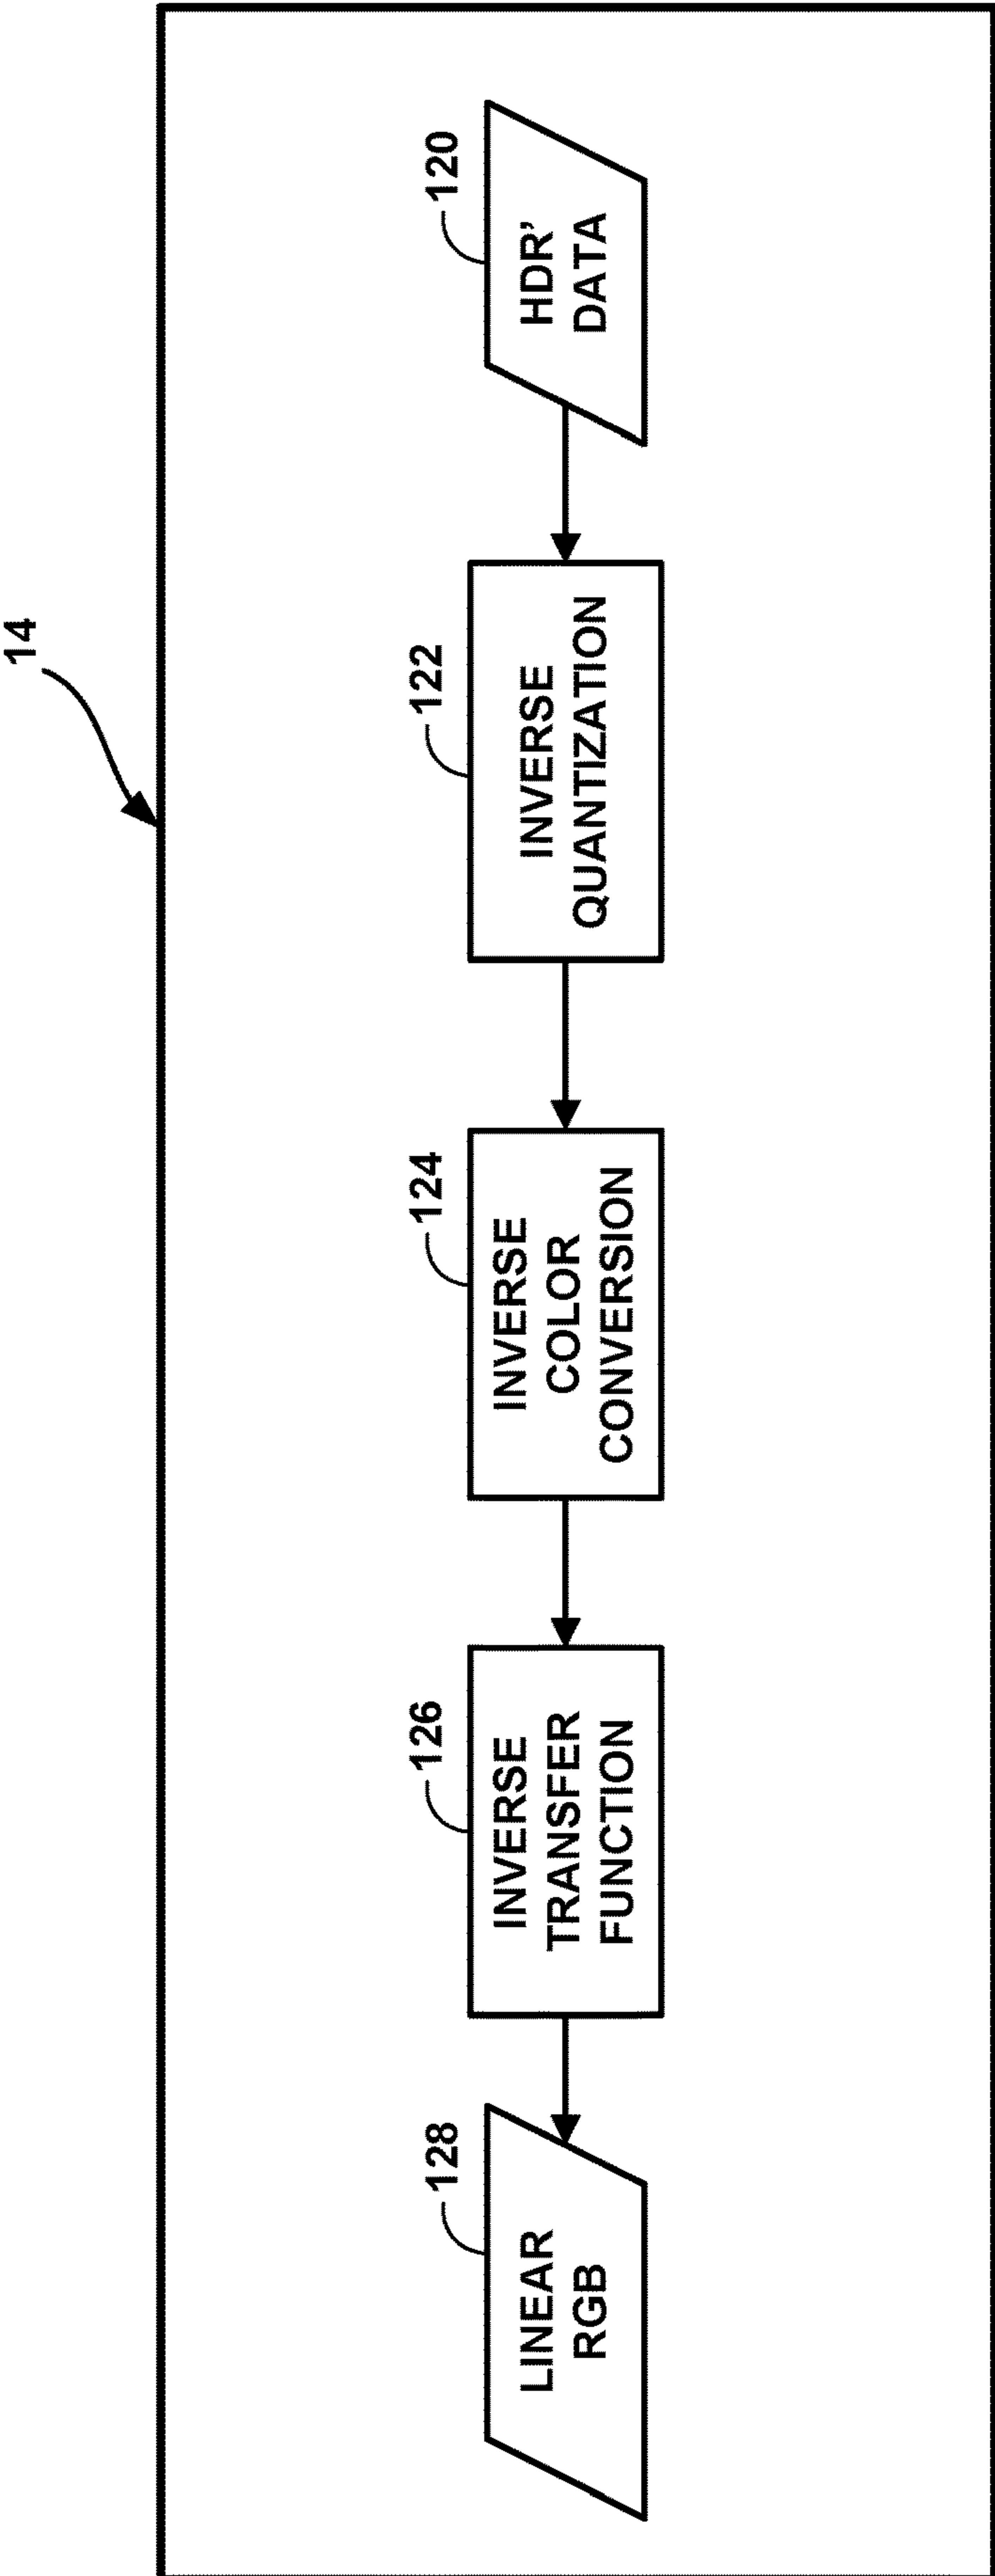 14
128
LINEAR
RGB
126
INVERSE
TRANSFER
FUNCTION
124
INVERSE
COLOR
CONVERSION
122
INVERSE
QUANTIZATION
120
HDR'
DATA